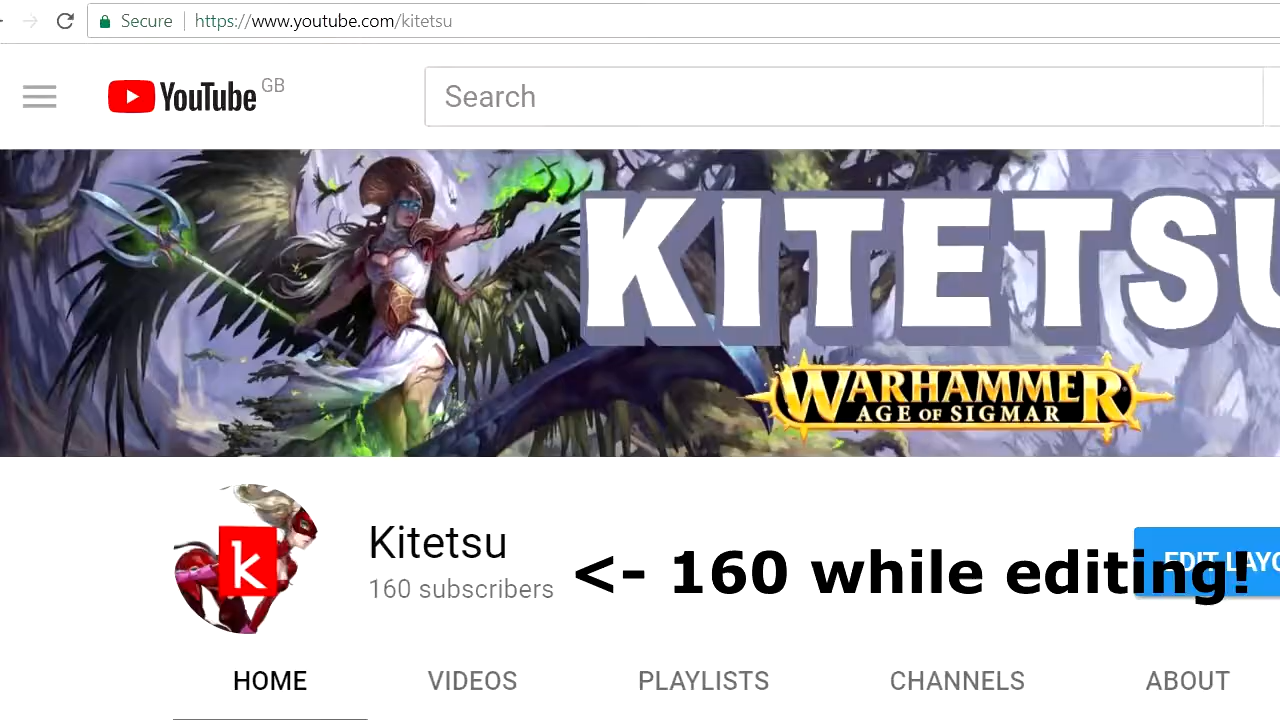 Secure https://www.youtube.com/kitetsu
YouTube GB
Search
KITETSU
WARHAMMER
AGE OF SIGMAR
k
Kitetsu
160 subscribers
<- 160 while editing!
HOME VIDEOS PLAYLISTS CHANNELS ABOUT